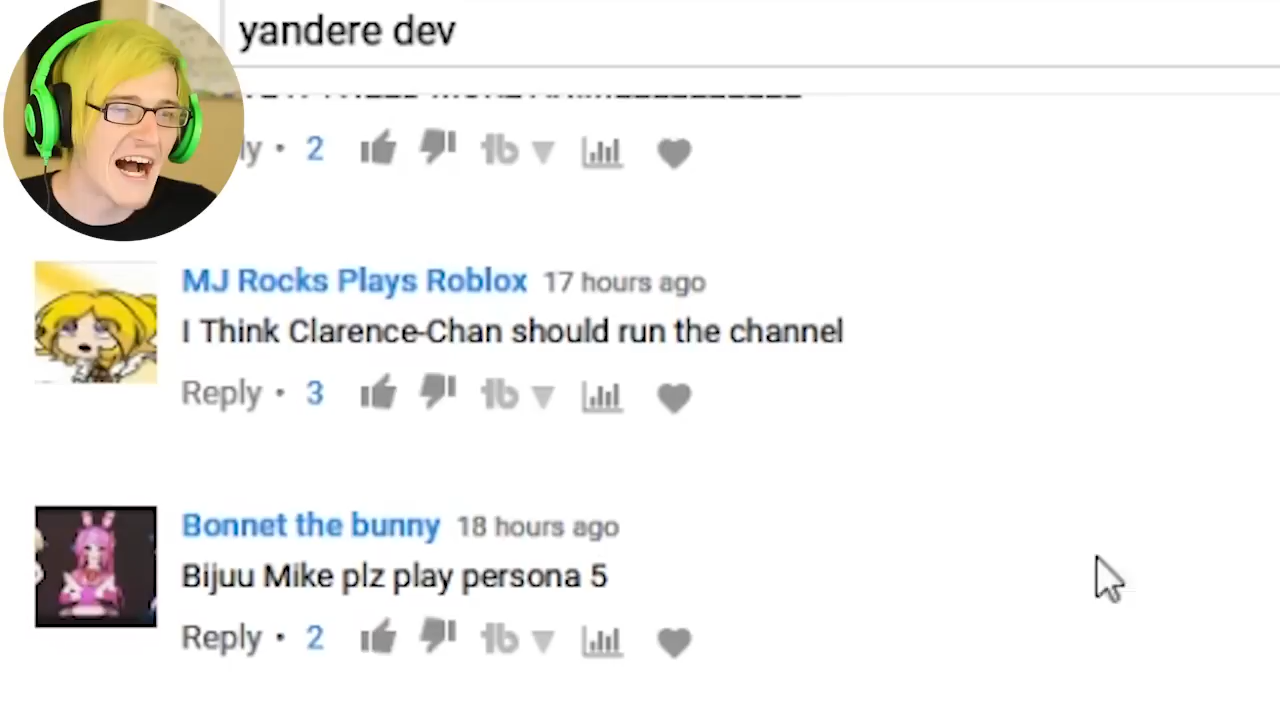 yandere dev
2
MJ Rocks Plays Roblox 17 hours ago
I Think Clarence-Chan should run the channel
Reply • 3
Bonnet the bunny 18 hours ago
Bijuu Mike plz play persona 5
Reply • 2